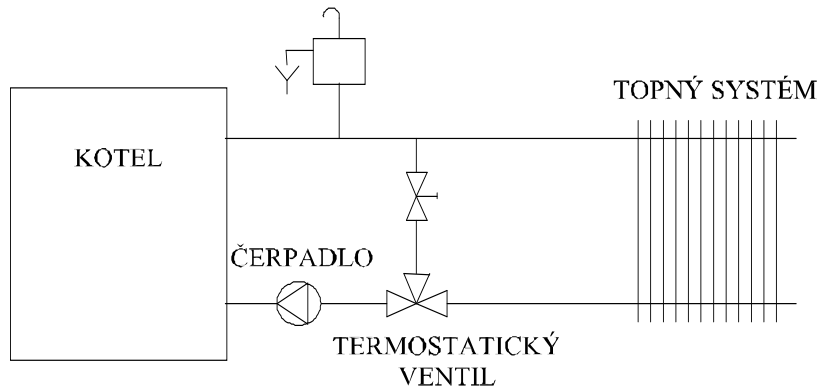 TOPNÝ SYSTÉM
KOTEL
ČERPADLO
TERMOSTATICKÝ
VENTIL